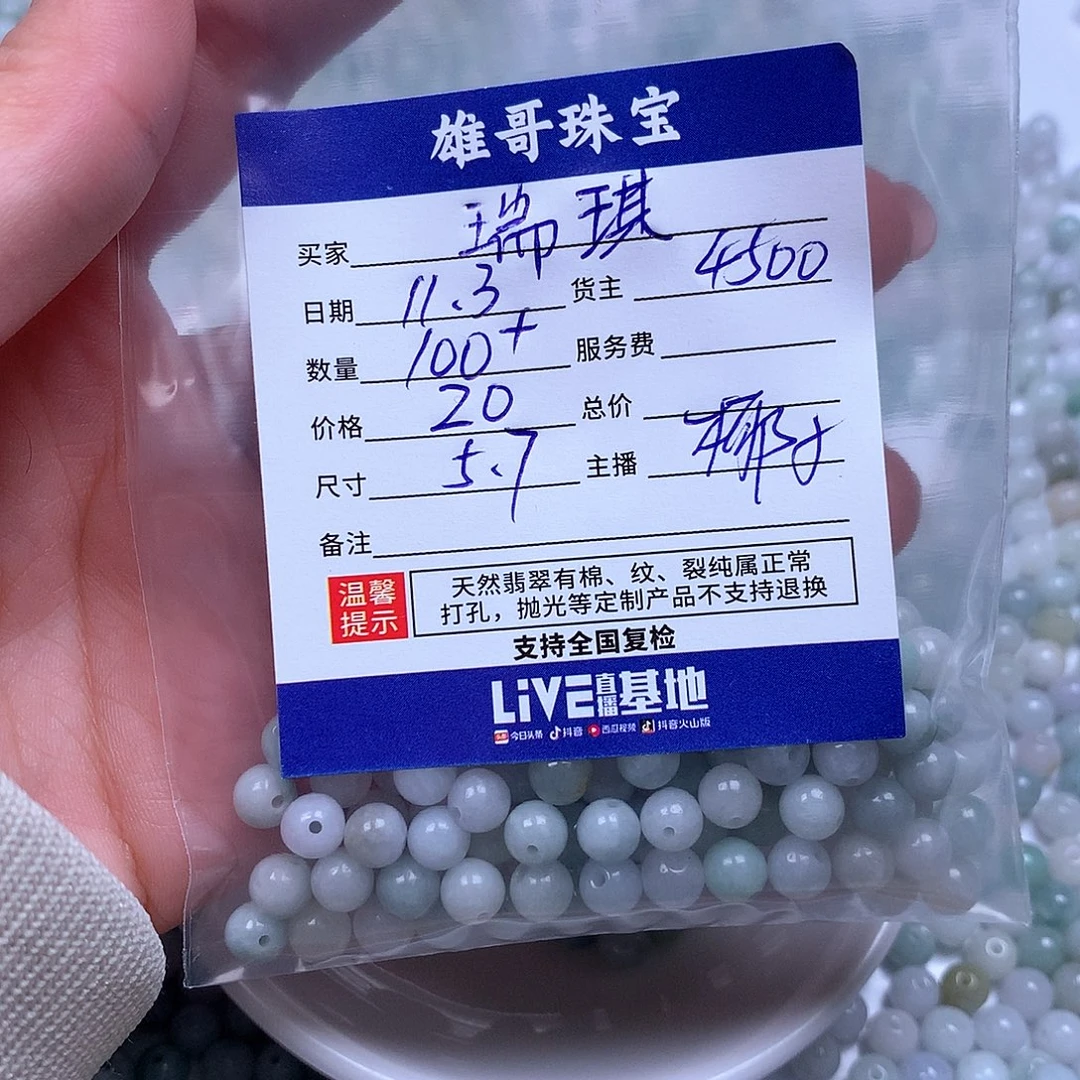 雄哥珠宝
买家 瑞琪
日期 11.3 货主 4500
数量 100+ 服务费
价格 20 总价
尺寸 5.7 主播 椰子
备注
温馨提示 天然翡翠有棉、纹、裂纯属正常
打孔，抛光等定制产品不支持退换
支持全国复检
LiVE直播基地
今日头条 抖音 西瓜视频 抖音火山版